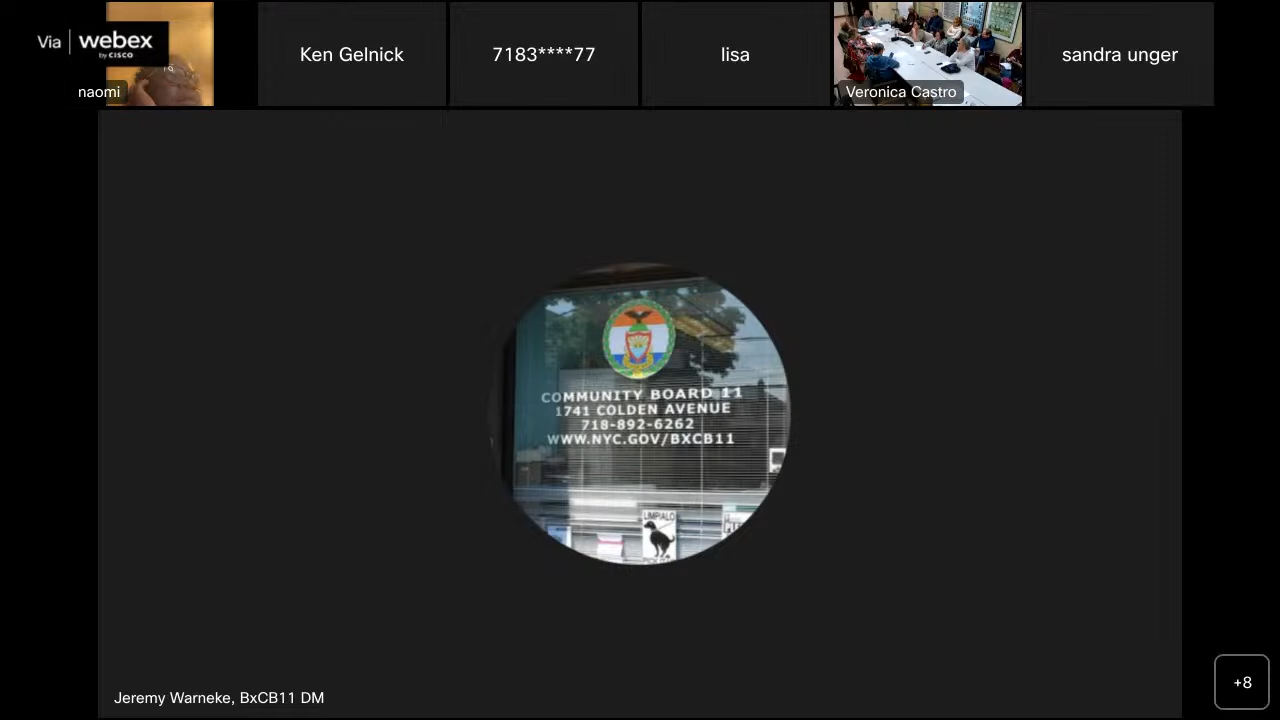 Via webex
by CISCO
naomi
Ken Gelnick
7183****77
lisa
Veronica Castro
sandra unger
COMMUNITY BOARD 11
1741 COLDEN AVENUE
718-892-6262
WWW.NYC.GOV/BXCB11
LIMPIALO
Jeremy Warneke, BxCB11 DM
+8